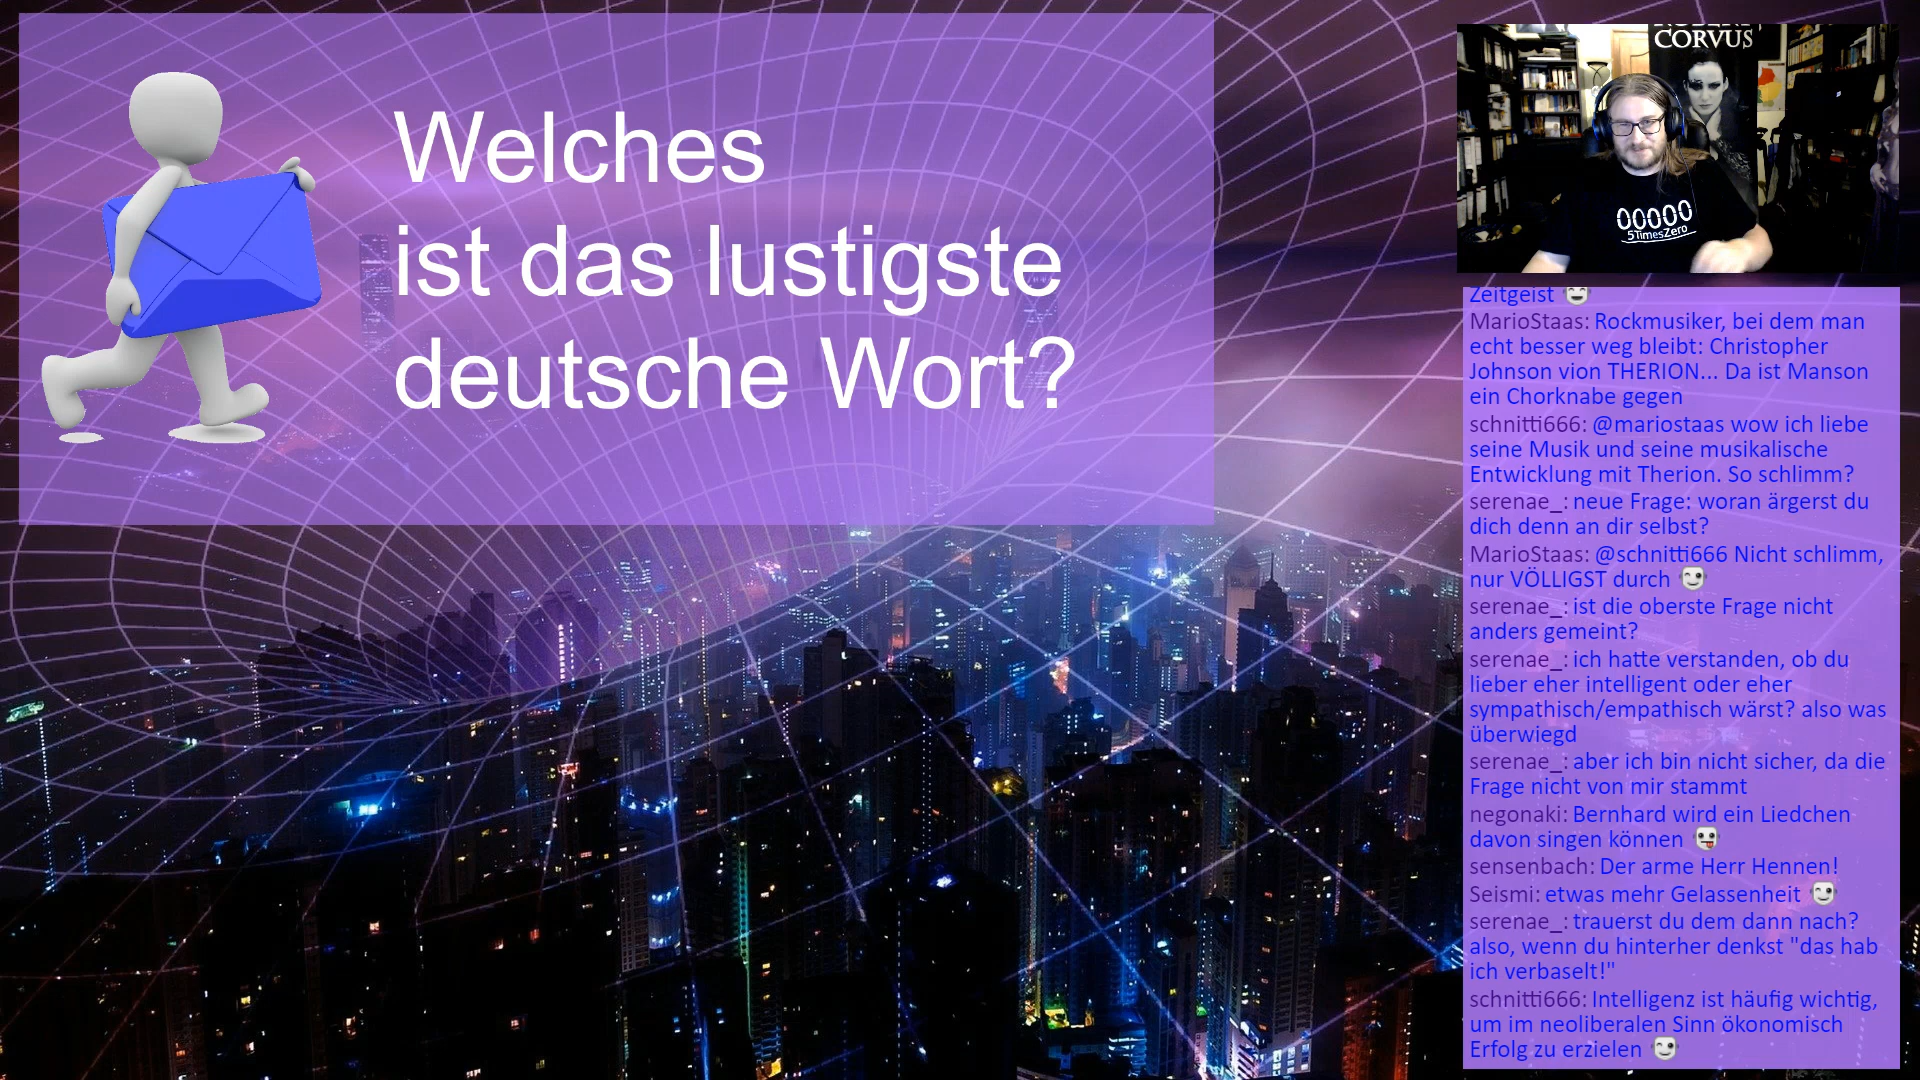 Welches
ist das lustigste
deutsche Wort?
CORVUS
00000
5TimesZero
Zeitgeist
MarioStaas: Rockmusiker, bei dem man
echt besser weg bleibt: Christopher
Johnson vion THERION... Da ist Manson
ein Chorknabe gegen
schnitti666: @mariostaas wow ich liebe
seine Musik und seine musikalische
Entwicklung mit Therion. So schlimm?
serenae_: neue Frage: woran ärgerst du
dich denn an dir selbst?
MarioStaas: @schnitti666 Nicht schlimm,
nur VÖLLIGST durch
serenae_: ist die oberste Frage nicht
anders gemeint?
serenae_: ich hatte verstanden, ob du
lieber eher intelligent oder eher
sympathisch/empathisch wärst? also was
überwiegd
serenae_: aber ich bin nicht sicher, da die
Frage nicht von mir stammt
negonaki: Bernhard wird ein Liedchen
davon singen können
sensenbach: Der arme Herr Hennen!
Seismi: etwas mehr Gelassenheit
serenae_: trauerst du dem dann nach?
also, wenn du hinterher denkst "das hab
ich verbaselt!"
schnitti666: Intelligenz ist häufig wichtig,
um im neoliberalen Sinn ökonomisch
Erfolg zu erzielen